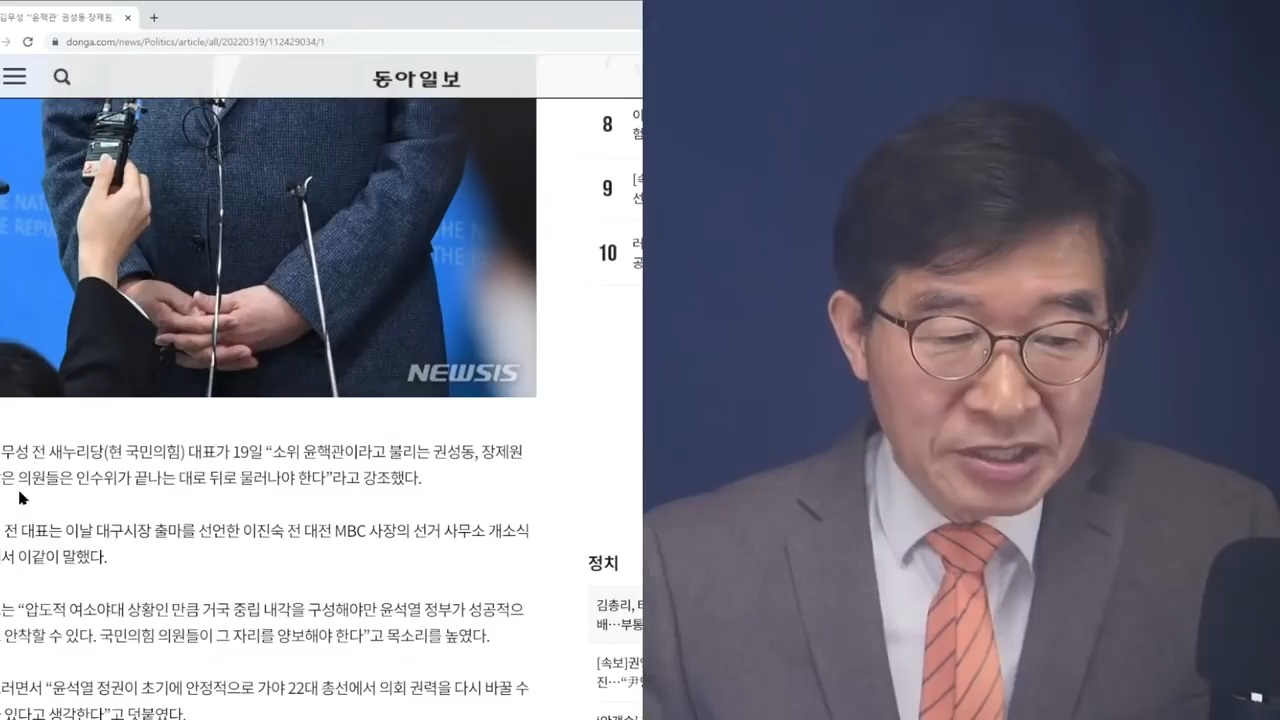 김무성 "'윤핵관' 권성동·장제원
donga.com/news/Politics/article/all/20220319/112429034/1
동아일보
THE NA
THE REPU
THE N
THE RE
NEWSIS
무성 전 새누리당(현 국민의힘) 대표가 19일 “소위 윤핵관이라고 불리는 권성동, 장제원
은 의원들은 인수위가 끝나는 대로 뒤로 물러나야 한다”라고 강조했다.
전 대표는 이날 대구시장 출마를 선언한 이진숙 전 대전 MBC 사장의 선거 사무소 개소식
서 이같이 말했다.
는 “압도적 여소야대 상황인 만큼 거국 중립 내각을 구성해야만 윤석열 정부가 성공적으
안착할 수 있다. 국민의힘 의원들이 그 자리를 양보해야 한다”고 목소리를 높였다.
러면서 “윤석열 정권이 초기에 안정적으로 가야 22대 총선에서 의회 권력을 다시 바꿀 수
있다고 생각한다”고 덧붙였다.
8
9
10
정치
김총리,
배…부통
[속보]권
진…“尹